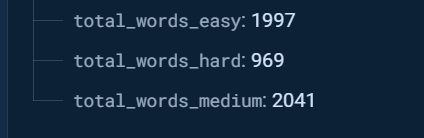 total_words_easy: 1997
total_words_hard: 969
total_words_medium: 2041